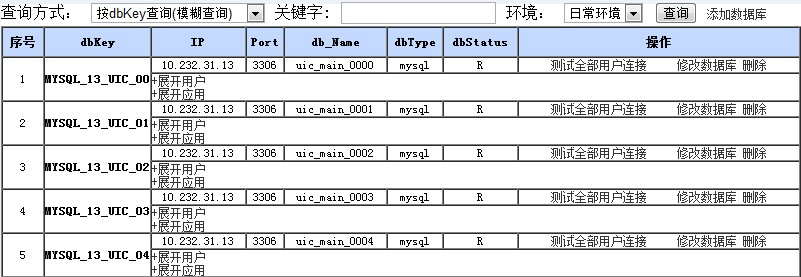 查询方式: 按dbKey查询(模糊查询) 关键字: 环境: 日常环境 查询 添加数据库
序号 dbKey IP Port db_Name dbType dbStatus 操作
1 MYSQL_13_UIC_00 10.232.31.13 3306 uic_main_0000 mysql R 测试全部用户连接 修改数据库 删除
+展开用户
+展开应用
2 MYSQL_13_UIC_01 10.232.31.13 3306 uic_main_0001 mysql R 测试全部用户连接 修改数据库 删除
+展开用户
+展开应用
3 MYSQL_13_UIC_02 10.232.31.13 3306 uic_main_0002 mysql R 测试全部用户连接 修改数据库 删除
+展开用户
+展开应用
4 MYSQL_13_UIC_03 10.232.31.13 3306 uic_main_0003 mysql R 测试全部用户连接 修改数据库 删除
+展开用户
+展开应用
5 MYSQL_13_UIC_04 10.232.31.13 3306 uic_main_0004 mysql R 测试全部用户连接 修改数据库 删除
+展开用户
+展开应用